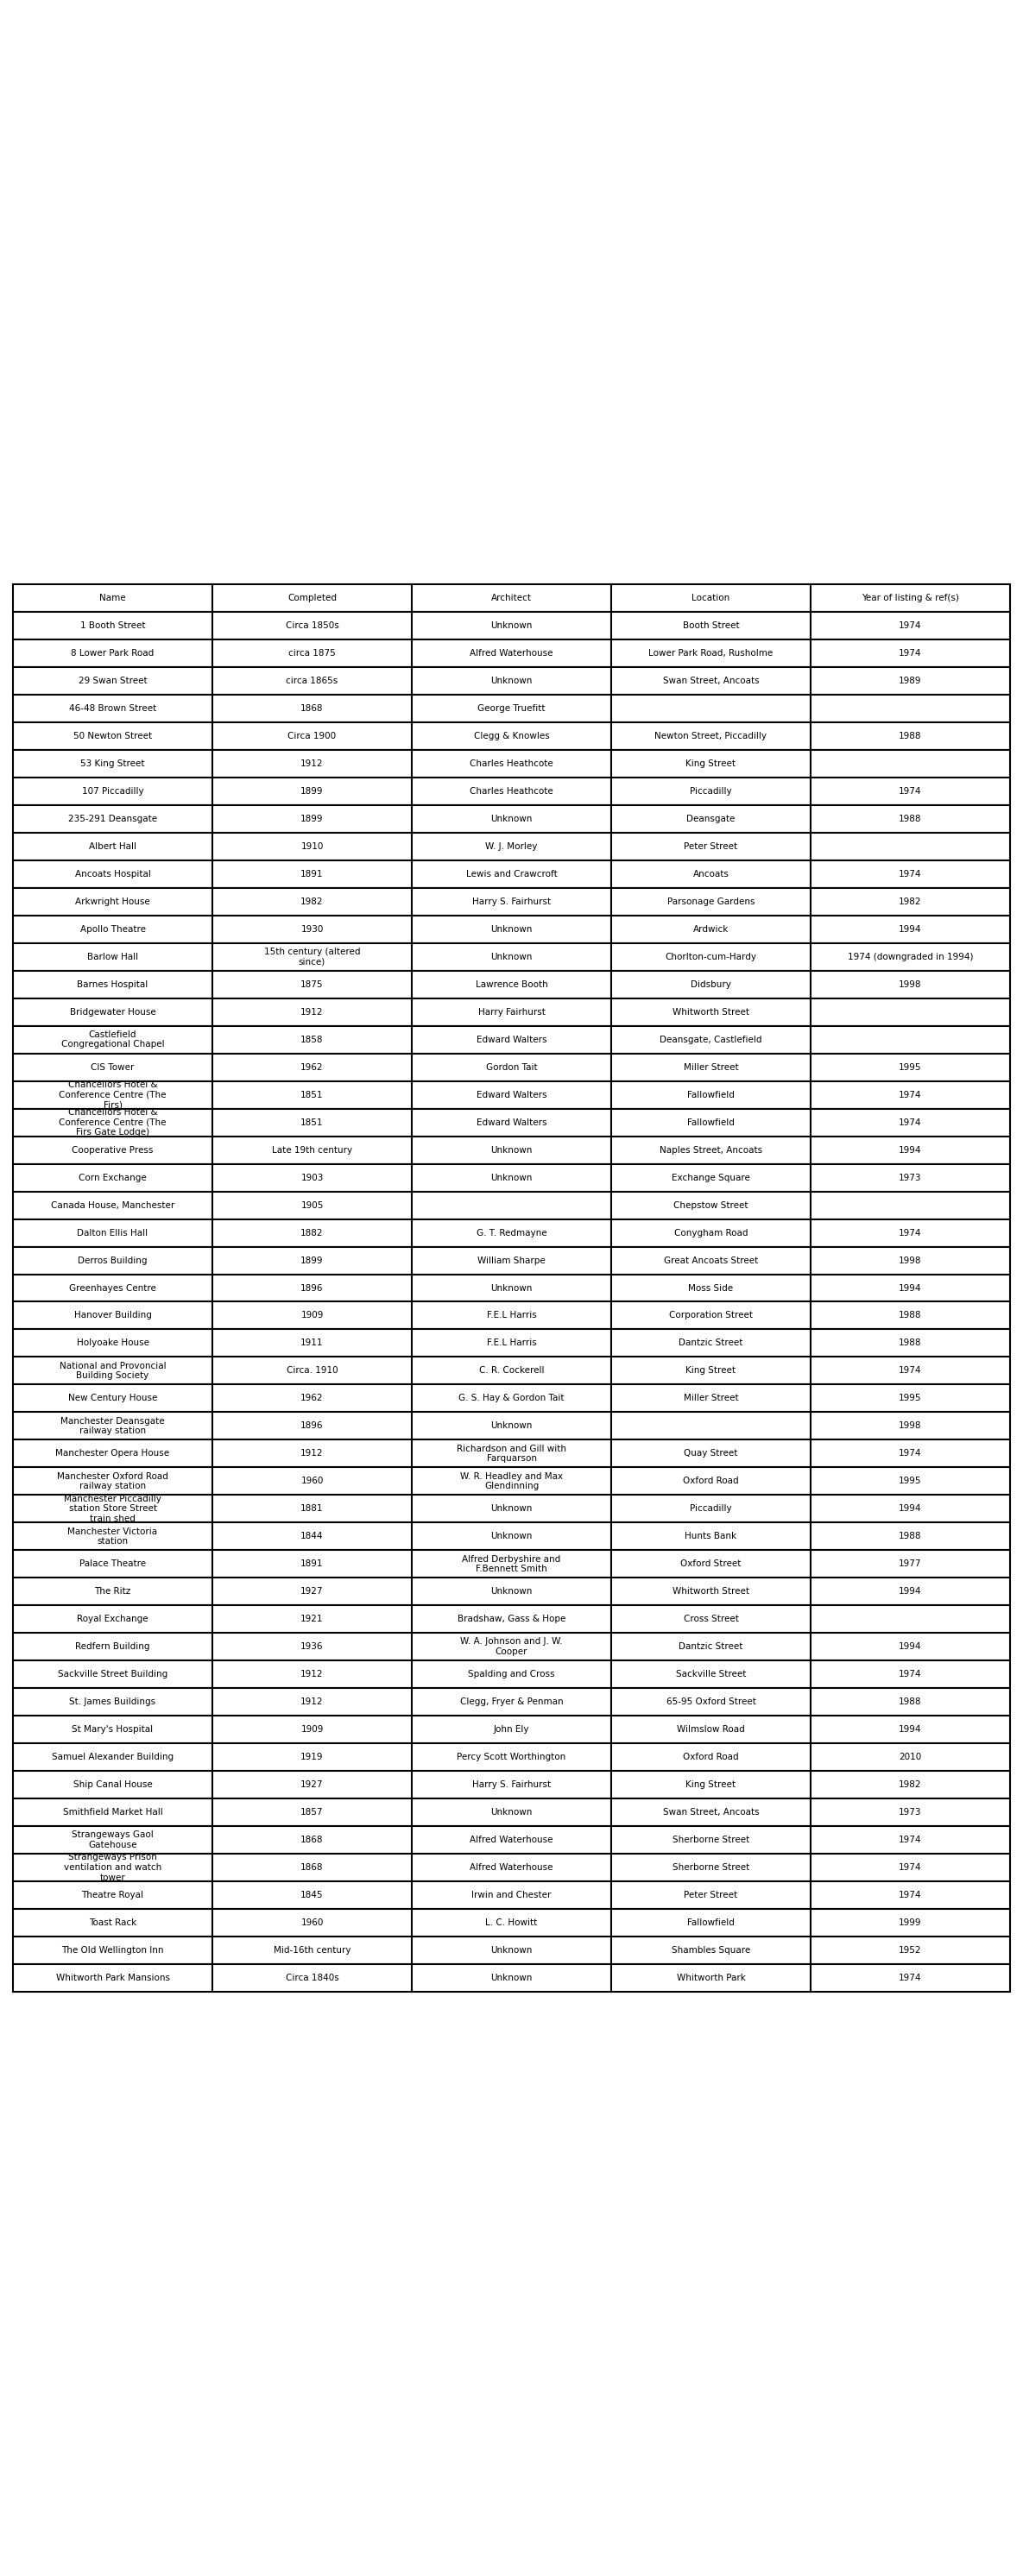 Name Completed Architect Location Year of listing & ref(s)
1 Booth Street Circa 1850s Unknown Booth Street 1974
8 Lower Park Road circa 1875 Alfred Waterhouse Lower Park Road, Rusholme 1974
29 Swan Street circa 1865s Unknown Swan Street, Ancoats 1989
46-48 Brown Street 1868 George Truefitt
50 Newton Street Circa 1900 Clegg & Knowles Newton Street, Piccadilly 1988
53 King Street 1912 Charles Heathcote King Street
107 Piccadilly 1899 Charles Heathcote Piccadilly 1974
235-291 Deansgate 1899 Unknown Deansgate 1988
Albert Hall 1910 W. J. Morley Peter Street
Ancoats Hospital 1891 Lewis and Crawcroft Ancoats 1974
Arkwright House 1982 Harry S. Fairhurst Parsonage Gardens 1982
Apollo Theatre 1930 Unknown Ardwick 1994
Barlow Hall 15th century (altered since) Unknown Chorlton-cum-Hardy 1974 (downgraded in 1994)
Barnes Hospital 1875 Lawrence Booth Didsbury 1998
Bridgewater House 1912 Harry Fairhurst Whitworth Street
Castlefield Congregational Chapel 1858 Edward Walters Deansgate, Castlefield
CIS Tower 1962 Gordon Tait Miller Street 1995
Chancellors Hotel & Conference Centre (The Firs) 1851 Edward Walters Fallowfield 1974
Chancellors Hotel & Conference Centre (The Firs Gate Lodge) 1851 Edward Walters Fallowfield 1974
Cooperative Press Late 19th century Unknown Naples Street, Ancoats 1994
Corn Exchange 1903 Unknown Exchange Square 1973
Canada House, Manchester 1905 Chepstow Street
Dalton Ellis Hall 1882 G. T. Redmayne Conygham Road 1974
Derros Building 1899 William Sharpe Great Ancoats Street 1998
Greenhayes Centre 1896 Unknown Moss Side 1994
Hanover Building 1909 F.E.L Harris Corporation Street 1988
Holyoake House 1911 F.E.L Harris Dantzic Street 1988
National and Provoncial Building Society Circa. 1910 C. R. Cockerell King Street 1974
New Century House 1962 G. S. Hay & Gordon Tait Miller Street 1995
Manchester Deansgate railway station 1896 Unknown 1998
Manchester Opera House 1912 Richardson and Gill with Farquarson Quay Street 1974
Manchester Oxford Road railway station 1960 W. R. Headley and Max Glendinning Oxford Road 1995
Manchester Piccadilly station Store Street train shed 1881 Unknown Piccadilly 1994
Manchester Victoria station 1844 Unknown Hunts Bank 1988
Palace Theatre 1891 Alfred Derbyshire and F.Bennett Smith Oxford Street 1977
The Ritz 1927 Unknown Whitworth Street 1994
Royal Exchange 1921 Bradshaw, Gass & Hope Cross Street
Redfern Building 1936 W. A. Johnson and J. W. Cooper Dantzic Street 1994
Sackville Street Building 1912 Spalding and Cross Sackville Street 1974
St. James Buildings 1912 Clegg, Fryer & Penman 65-95 Oxford Street 1988
St Mary's Hospital 1909 John Ely Wilmslow Road 1994
Samuel Alexander Building 1919 Percy Scott Worthington Oxford Road 2010
Ship Canal House 1927 Harry S. Fairhurst King Street 1982
Smithfield Market Hall 1857 Unknown Swan Street, Ancoats 1973
Strangeways Gaol Gatehouse 1868 Alfred Waterhouse Sherborne Street 1974
Strangeways Prison ventilation and watch tower 1868 Alfred Waterhouse Sherborne Street 1974
Theatre Royal 1845 Irwin and Chester Peter Street 1974
Toast Rack 1960 L. C. Howitt Fallowfield 1999
The Old Wellington Inn Mid-16th century Unknown Shambles Square 1952
Whitworth Park Mansions Circa 1840s Unknown Whitworth Park 1974